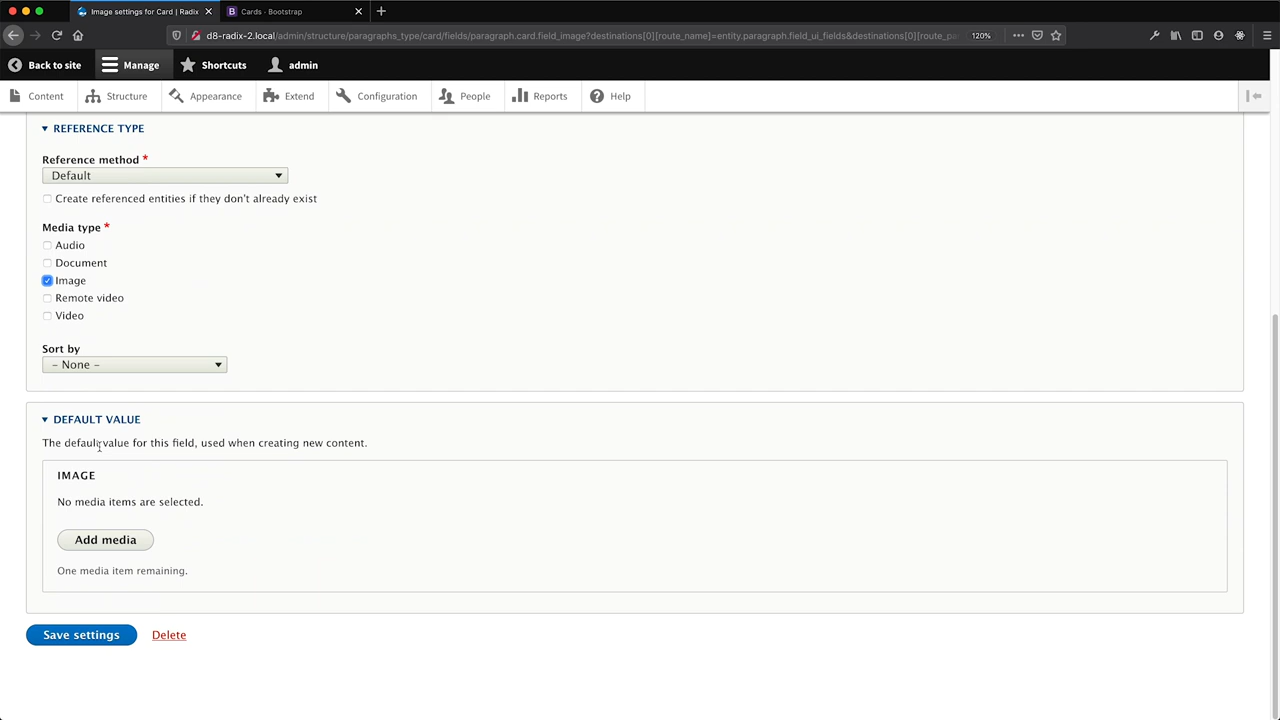 Image settings for Card | Radix
Cards · Bootstrap
d8-radix-2.local/admin/structure/paragraphs_type/card/fields/paragraph.card.field_image?destinations[0][route_name]=entity.paragraph.field_ui_fields&destinations[0][route_pa
120%
Back to site
Manage
Shortcuts
admin
Content
Structure
Appearance
Extend
Configuration
People
Reports
Help
REFERENCE TYPE
Reference method *
Default
Create referenced entities if they don't already exist
Media type *
Audio
Document
Image
Remote video
Video
Sort by
- None -
DEFAULT VALUE
The default value for this field, used when creating new content.
IMAGE
No media items are selected.
Add media
One media item remaining.
Save settings
Delete